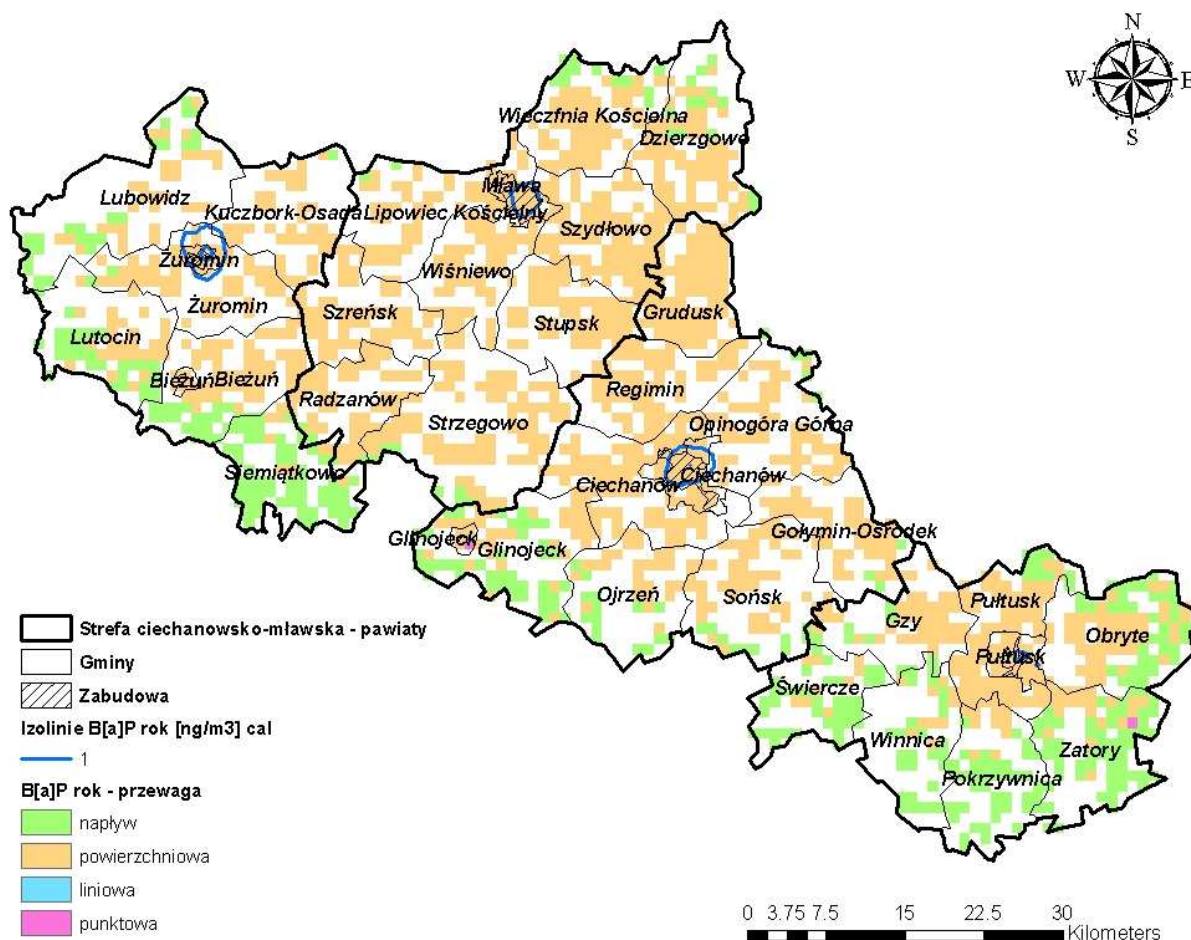 N
W E
S
Wieczfnia Kościelna
Dzierzgowo
Mława
Lubowidz
Kuczbork-Osada
Lipowiec Kościelny
Szydłowo
Żuromin
Wiśniewo
Żuromin
Szreńsk
Stupsk
Grudusk
Lutocin
Bieżuń
Bieżuń
Regimin
Radzanów
Strzegowo
Opinogóra Górna
Siemiątkowo
Ciechanów
Ciechanów
Gołymin-Osrodek
Glinojeck
Glinojeck
Ojrzeń
Sońsk
Pułtusk
Gzy
Obryte
Pułtusk
Świercze
Winnica
Zatory
Pokrzywnica
Strefa ciechanowsko-mławska - pawiaty
Gminy
Zabudowa
Izolinie B[a]P rok [ng/m3] cal
1
B[a]P rok - przewaga
napływ
powierzchniowa
liniowa
punktowa
0 3.75 7.5 15 22.5 30
Kilometers